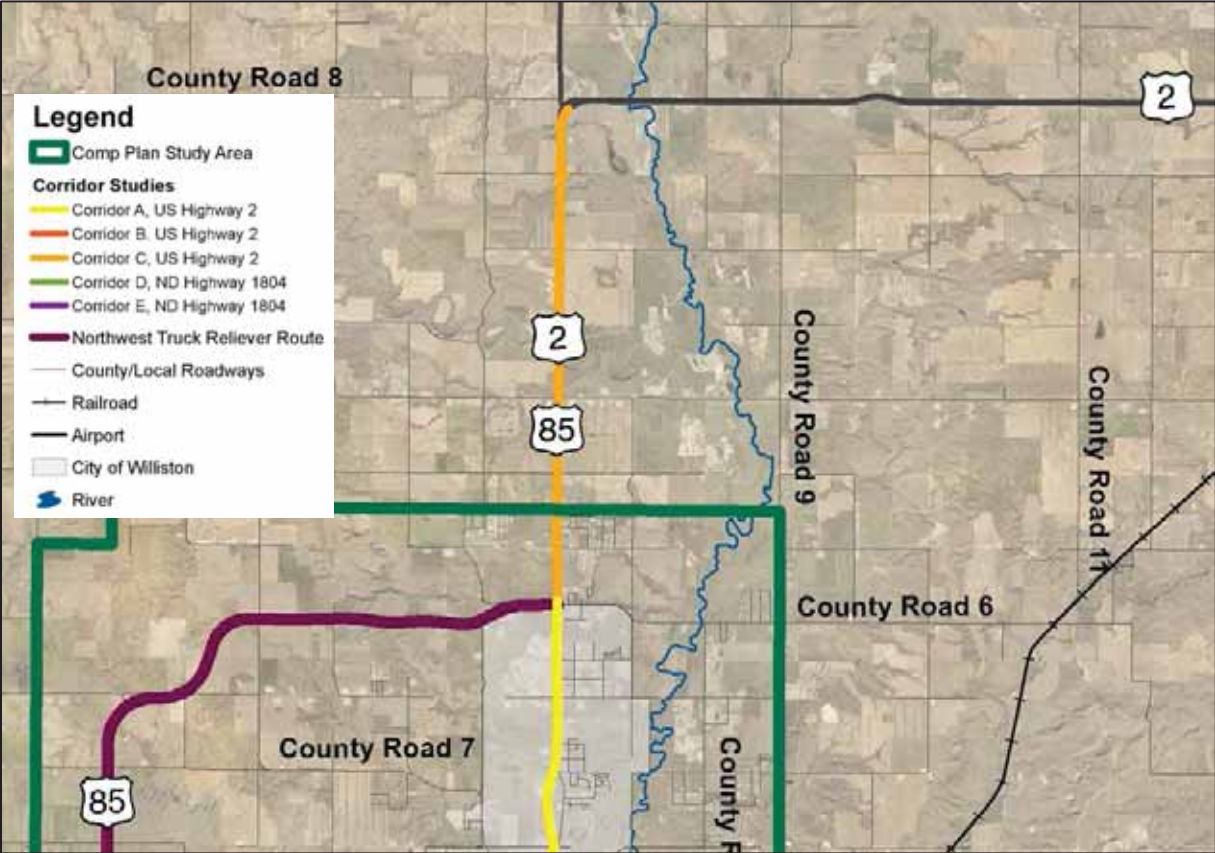 County Road 8
2
Legend
Comp Plan Study Area
Corridor Studies
Corridor A, US Highway 2
Corridor B. US Highway 2
Corridor C, US Highway 2
Corridor D, ND Highway 1804
Corridor E, ND Highway 1804
Northwest Truck Reliever Route
County/Local Roadways
Railroad
Airport
City of Williston
River
2
85
County Road 9
County Road 11
County Road 6
County Road 7
85
County R